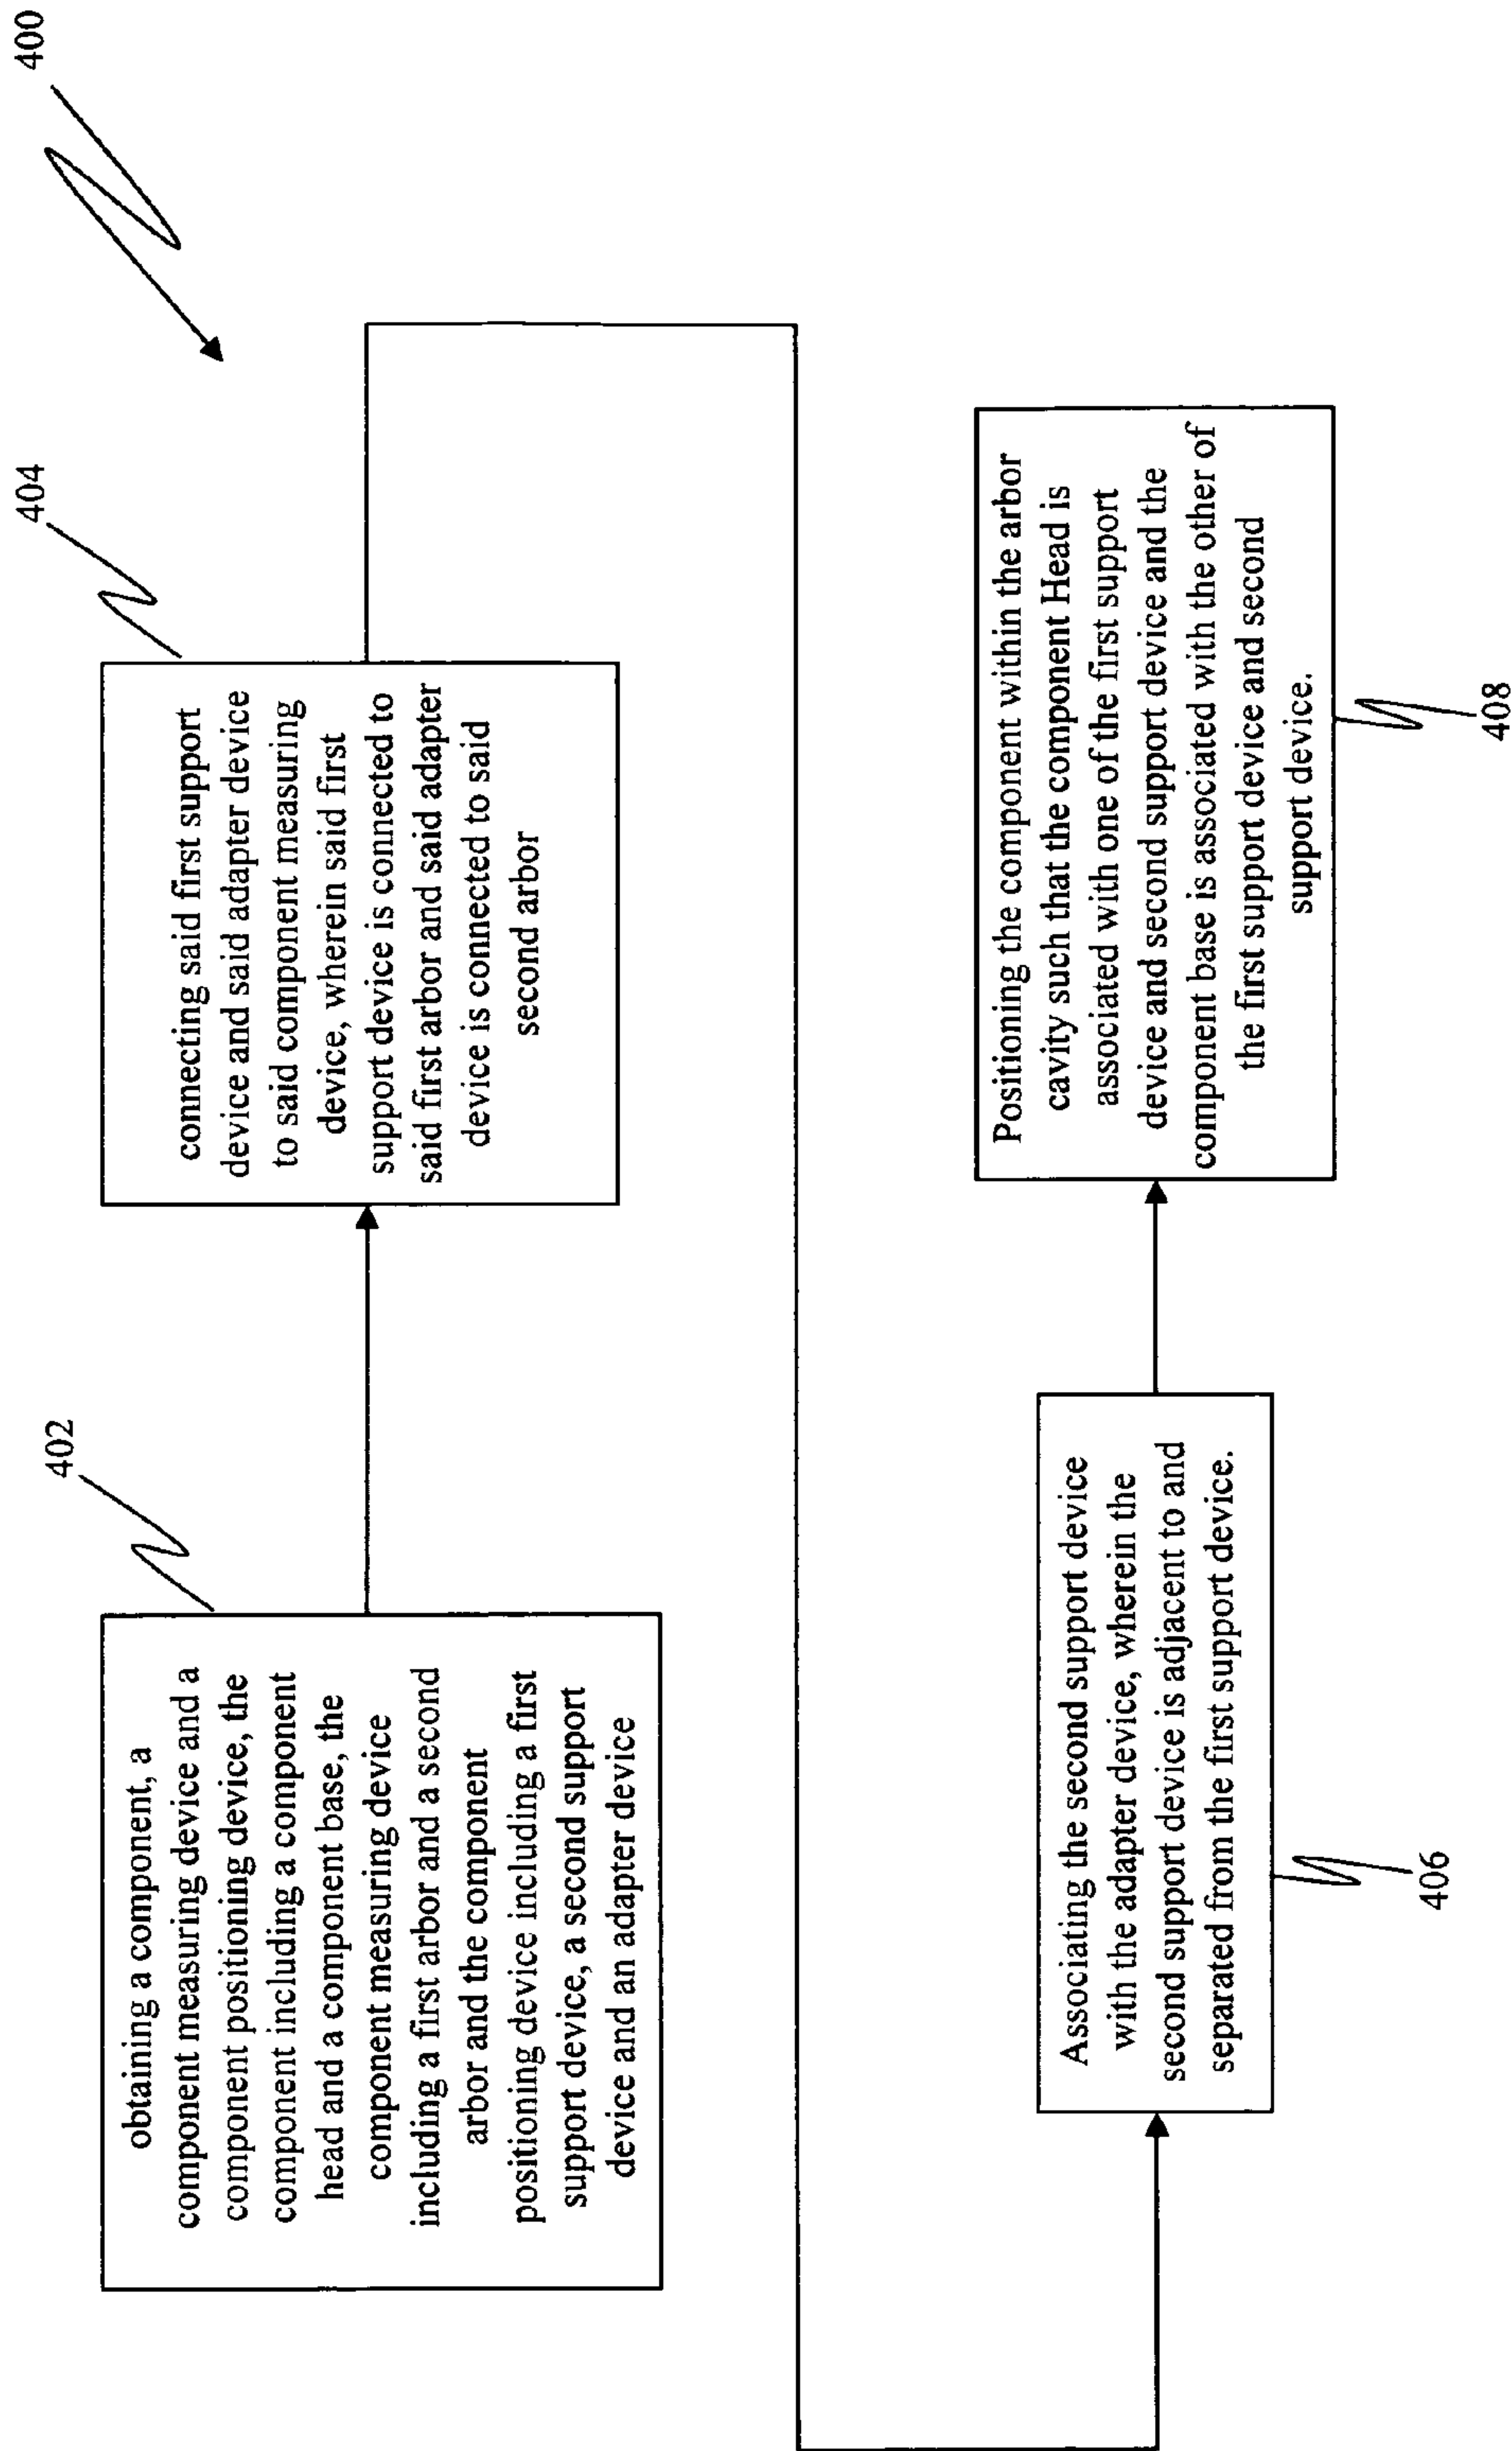 400
402
obtaining a component, a
component measuring device and a
component positioning device, the
component including a component
head and a component base, the
component measuring device
including a first arbor and a second
arbor and the component
positioning device including a first
support device, a second support
device and an adapter device
404
connecting said first support
device and said adapter device
to said component measuring
device, wherein said first
support device is connected to
said first arbor and said adapter
device is connected to said
second arbor
Associating the second support device
with the adapter device, wherein the
second support device is adjacent to and
separated from the first support device.
406
Positioning the component within the arbor
cavity such that the component Head is
associated with one of the first support
device and second support device and the
component base is associated with the other of
the first support device and second
support device.
408